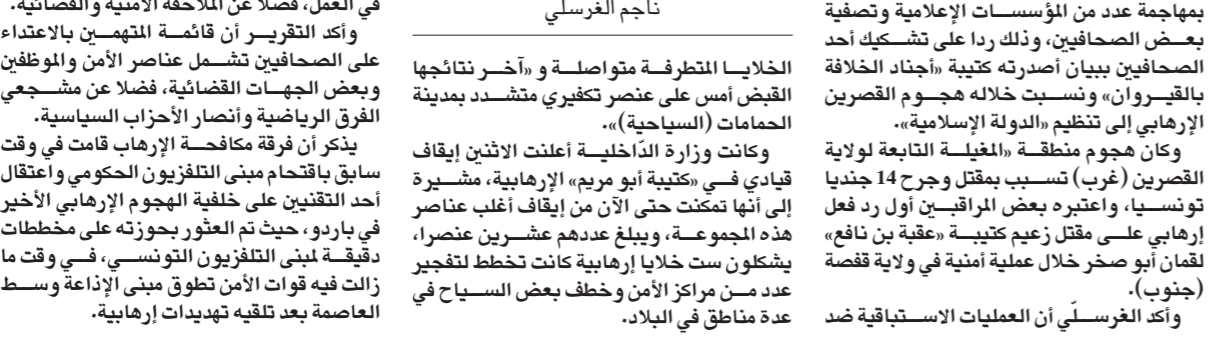 بمهاجمة عدد من المؤسسات الإعلامية وتصفية
بعض الصحافيين، وذلك ردا على تشكيك أحد
الصحافيين ببيان أصدرته كتيبة «أجناد الخلافة
بالقيروان» ونسبت خلاله هجوم القصرين
الإرهابي إلى تنظيم «الدولة الإسلامية».
وكان هجوم منطقة «المغيلة التابعة لولاية
القصرين (غرب) تسبب بمقتل وجرح 14 جنديا
تونسيا، واعتبره بعض المراقبين أول رد فعل
إرهابي على مقتل زعيم كتيبة «عقبة بن نافع»
لقمان أبو صخر خلال عملية أمنية في ولاية قفصة
(جنوب).
وأكد الغرسلّي أن العمليات الاستباقية ضد
ناجم الغرسلي
الخلايا المتطرفة متواصلة و «آخر نتائجها
القبض أمس على عنصر تكفيري متشدد بمدينة
الحمامات (السياحية)».
وكانت وزارة الدّاخلية أعلنت الاثنين إيقاف
قيادي في «كتيبة أبو مريم» الإرهابية، مشيرة
إلى أنها تمكنت حتى الآن من إيقاف أغلب عناصر
هذه المجموعة، ويبلغ عددهم عشرين عنصرا،
يشكلون ست خلايا إرهابية كانت تخطط لتفجير
عدد من مراكز الأمن وخطف بعض السياح في
عدة مناطق في البلاد.
في العمل، فضلا عن الملاحقة الأمنية والقضائية.
وأكد التقرير أن قائمة المتهمين بالاعتداء
على الصحافيين تشمل عناصر الأمن والموظفين
وبعض الجهات القضائية، فضلا عن مشجعي
الفرق الرياضية وأنصار الأحزاب السياسية.
يذكر أن فرقة مكافحة الإرهاب قامت في وقت
سابق باقتحام مبنى التلفزيون الحكومي واعتقال
أحد التقنيين على خلفية الهجوم الإرهابي الأخير
في باردو، حيث تم العثور بحوزته على مخططات
دقيقة لمبنى التلفزيون التونسي، في وقت ما
زالت فيه قوات الأمن تطوق مبنى الإذاعة وسط
العاصمة بعد تلقيه تهديدات إرهابية.